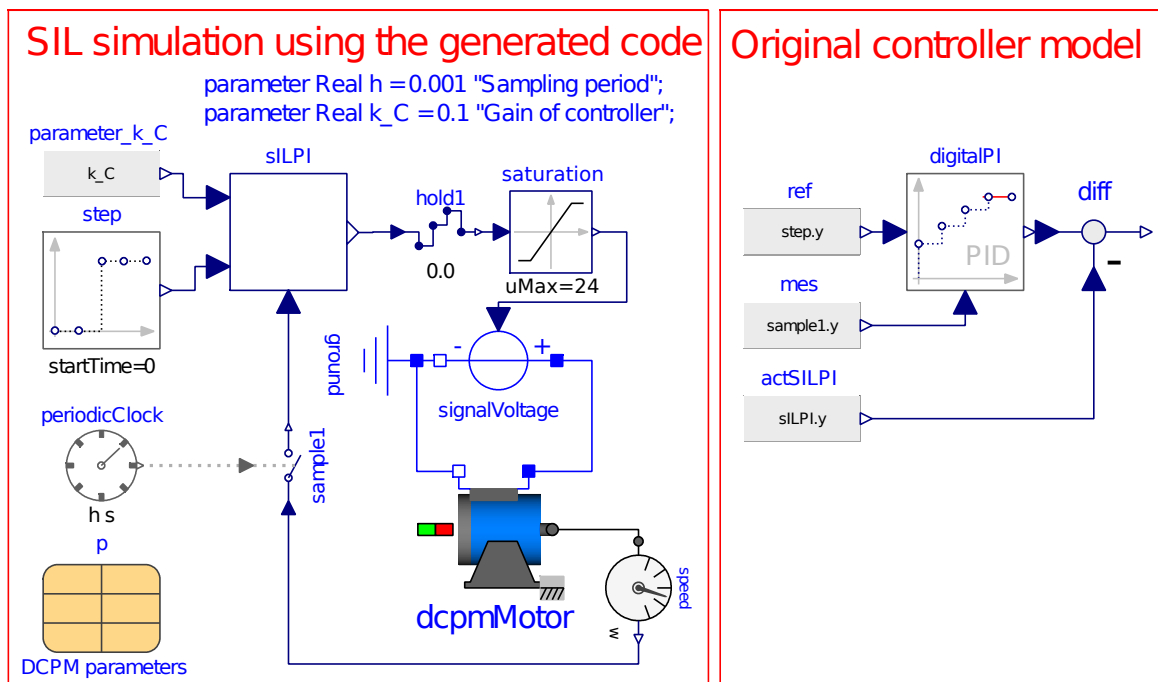 SIL simulation using the generated code
parameter Real h = 0.001 "Sampling period";
parameter Real k_C = 0.1 "Gain of controller";
parameter_k_C
k_C
sILPI
step
startTime=0
hold1
0.0
saturation
uMax=24
ground
-
+
signalVoltage
periodicClock
h s
sample1
p
DCPM parameters
dcpmMotor
speed
w
Original controller model
digitalPI
PID
ref
step.y
diff
-
mes
sample1.y
actSILPI
sILPI.y